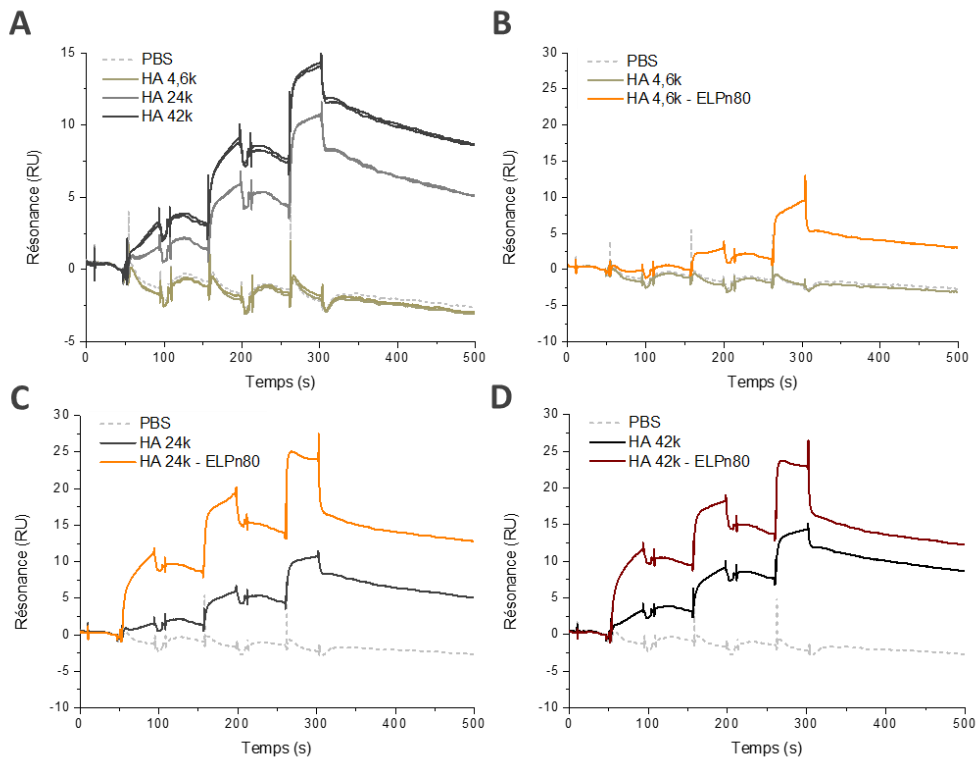 A
PBS
HA 4,6k
HA 24k
HA 42k
15
10
5
0
-5
0
100
200
300
400
500
Résonance (RU)
Temps (s)
B
PBS
HA 4,6k
HA 4,6k - ELPn80
30
25
20
15
10
5
0
-5
-10
0
100
200
300
400
500
Résonance (RU)
Temps (s)
C
PBS
HA 24k
HA 24k - ELPn80
30
25
20
15
10
5
0
-5
-10
0
100
200
300
400
500
Résonance (RU)
Temps (s)
D
PBS
HA 42k
HA 42k - ELPn80
30
25
20
15
10
5
0
-5
-10
0
100
200
300
400
500
Résonance (RU)
Temps (s)